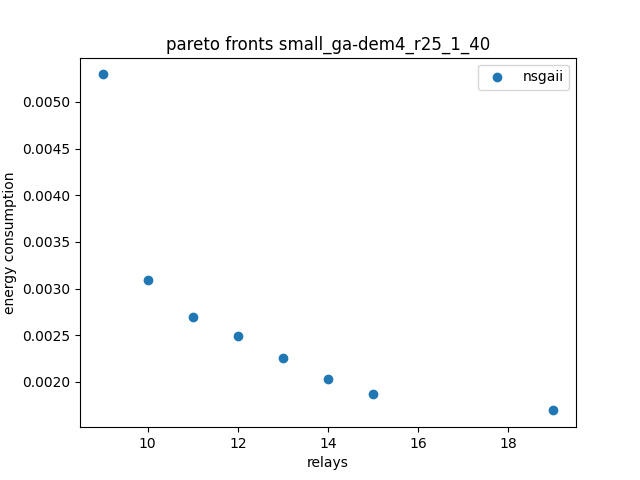 pareto fronts small_ga-dem4_r25_1_40
nsgaii
energy consumption
0.0050
0.0045
0.0040
0.0035
0.0030
0.0025
0.0020
10 12 14 16 18
relays